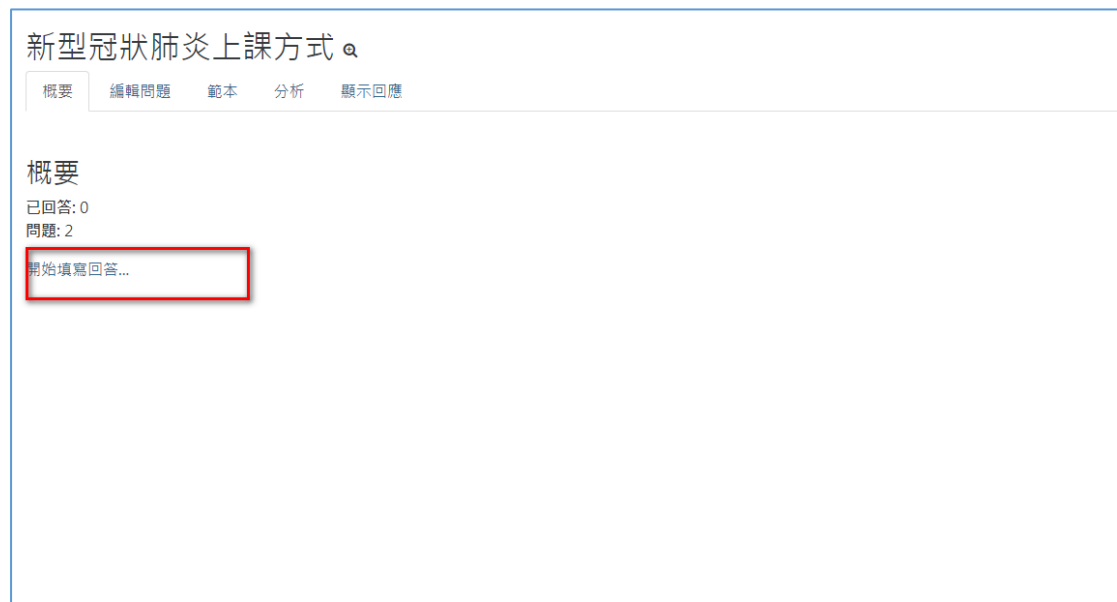 新型冠狀肺炎上課方式
概要 編輯問題 範本 分析 顯示回應
概要
已回答: 0
問題: 2
開始填寫回答...